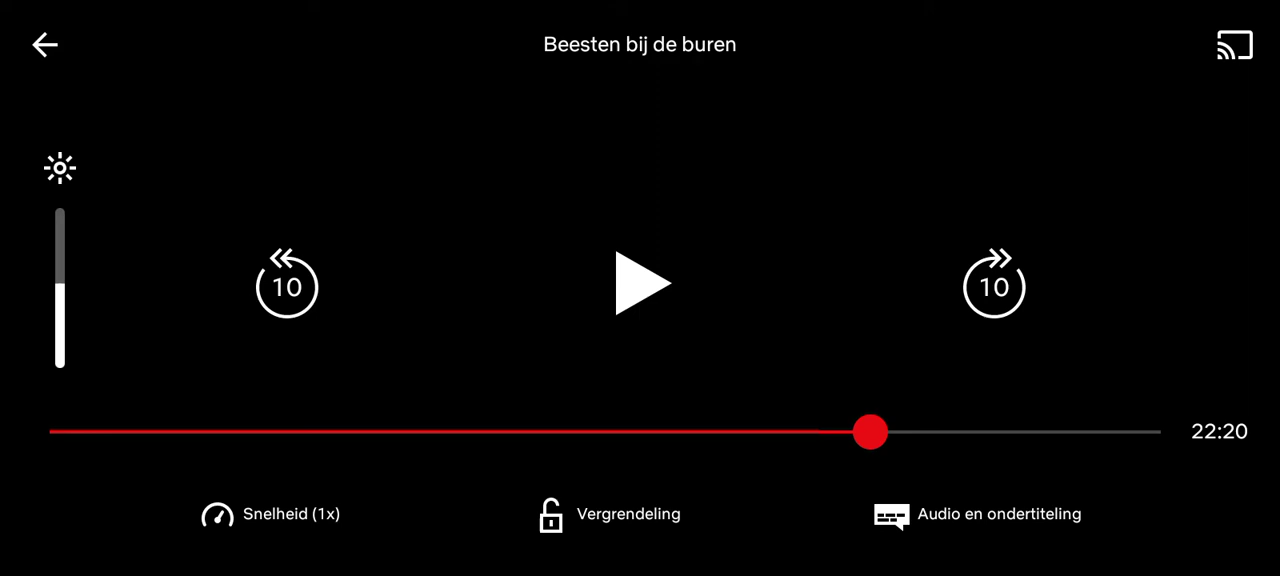 Beesten bij de buren
10
10
22:20
Snelheid (1x)
Vergrendeling
Audio en ondertiteling